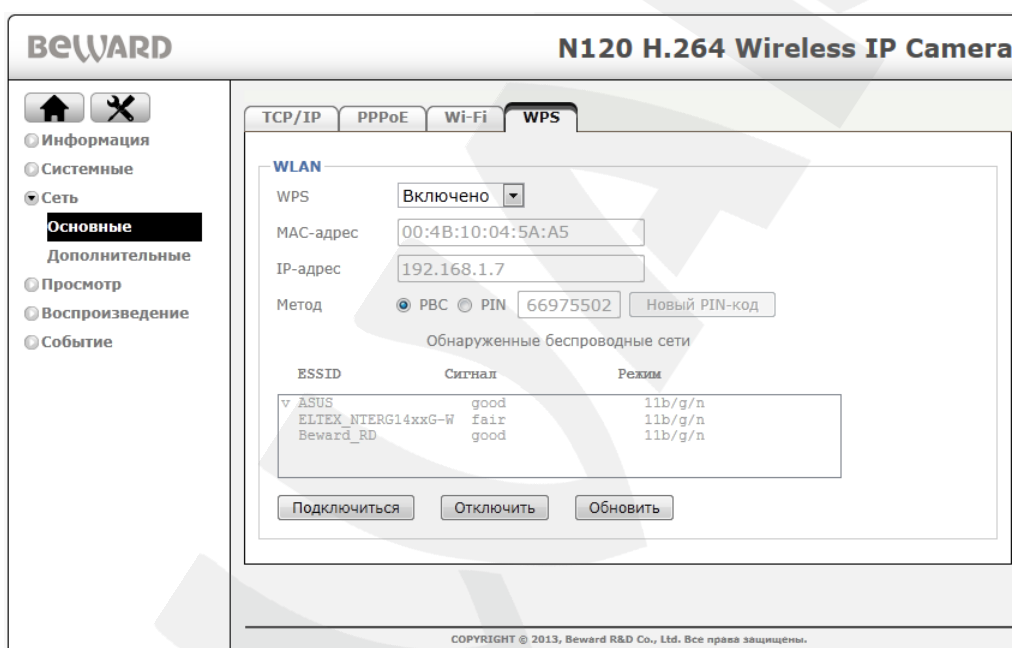 BEWARD
N120 H.264 Wireless IP Camera
TCP/IP PPPoE Wi-Fi WPS
Информация
Системные
Сеть
Основные
Дополнительные
Просмотр
Воспроизведение
Событие
WLAN
WPS Включено
MAC-адрес 00:4B:10:04:5A:A5
IP-адрес 192.168.1.7
Метод PBC PIN 66975502 Новый PIN-код
Обнаруженные беспроводные сети
ESSID Сигнал Режим
v ASUS good 11b/g/n
ELTEX_NTERG14xxG-W fair 11b/g/n
Beward_RD good 11b/g/n
Подключиться Отключить Обновить
COPYRIGHT © 2013, Beward R&D Co., Ltd. Все права защищены.